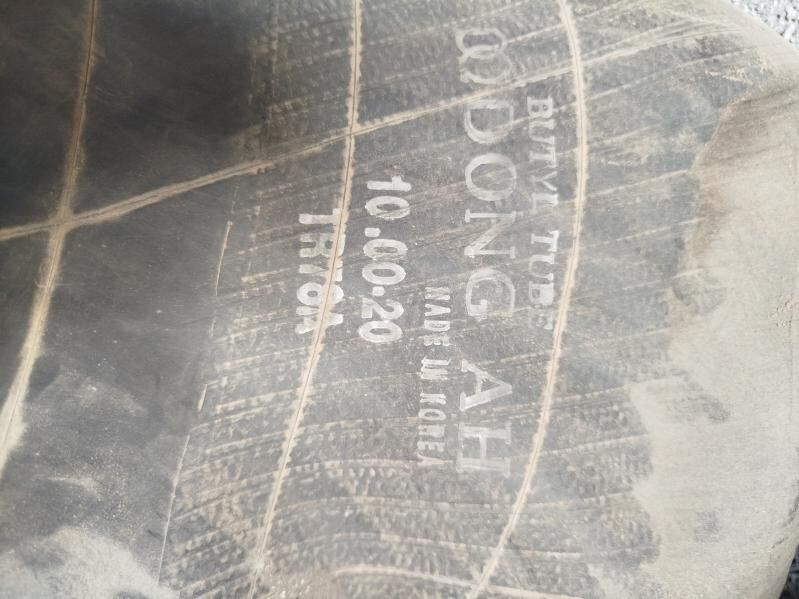 BUTYL TUBE
DONG AH
MADE IN KOREA
10.00-20
TR78A